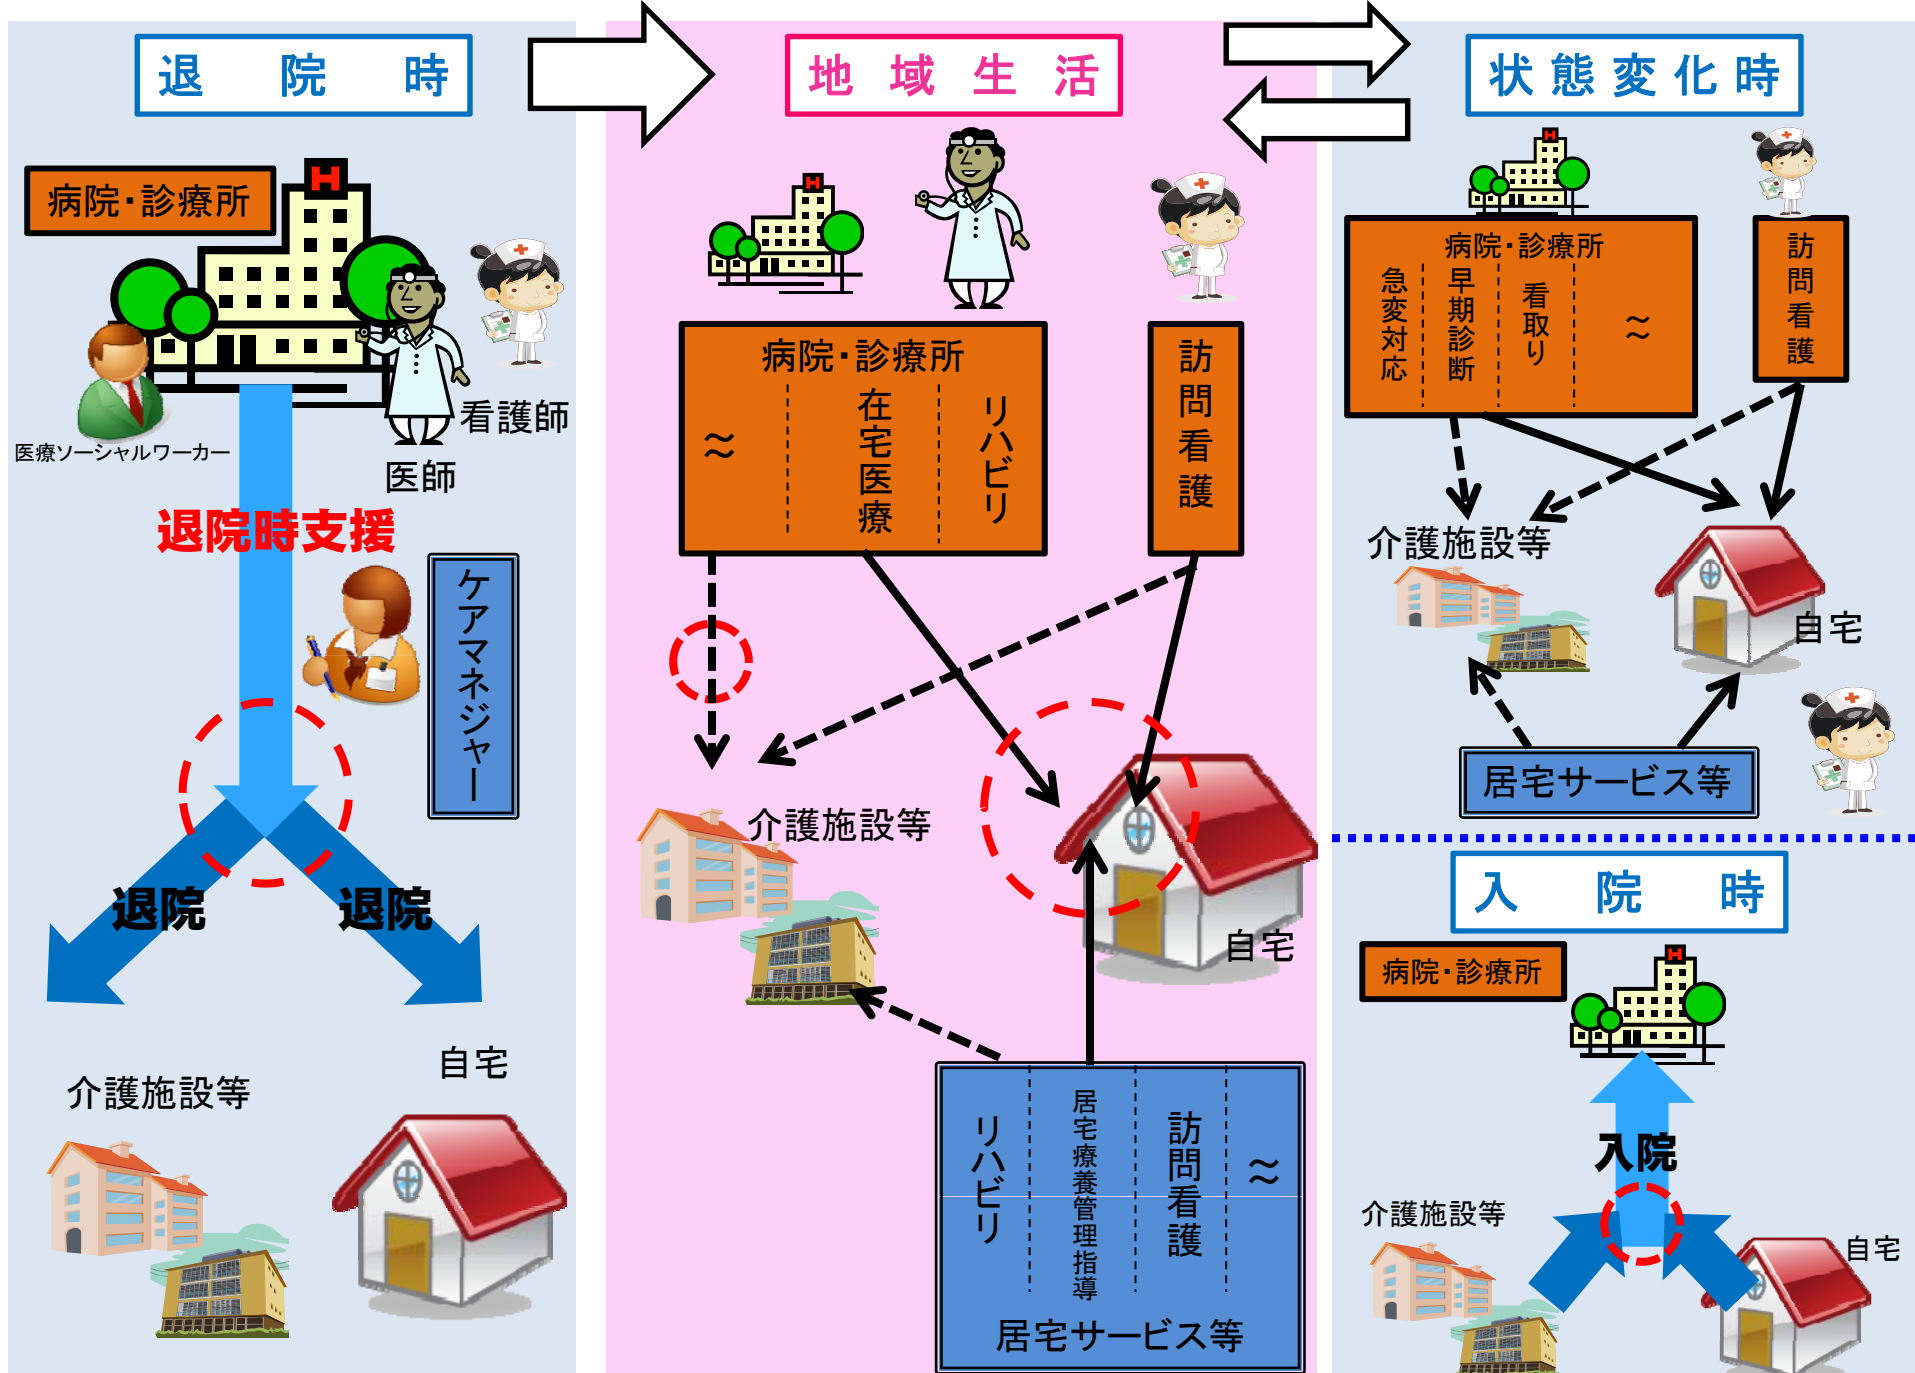 退院時
病院・診療所
H
看護師
医療ソーシャルワーカー
医師
退院時支援
ケアマネジャー
退院
退院
自宅
介護施設等
地域生活
H
病院・診療所
≈
在宅医療
リハビリ
訪問看護
介護施設等
自宅
リハビリ
居宅療養管理指導
訪問看護
≈
居宅サービス等
状態変化時
H
病院・診療所
急変対応
早期診断
看取り
≈
訪問看護
介護施設等
自宅
居宅サービス等
入院時
病院・診療所
H
入院
介護施設等
自宅